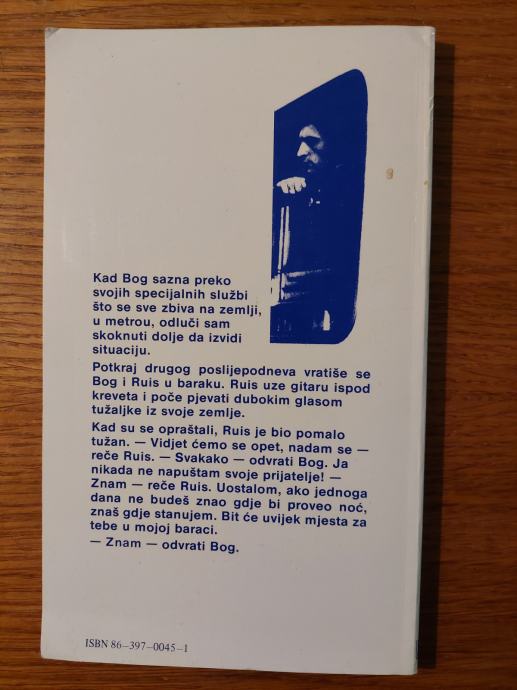 Kad Bog sazna preko
svojih specijalnih službi
što se sve zbiva na zemlji,
u metrou, odluči sam
skoknuti dolje da izvidi
situaciju.
Potkraj drugog poslijepodneva vratiše se
Bog i Ruis u baraku. Ruis uze gitaru ispod
kreveta i poče pjevati dubokim glasom
tužaljke iz svoje zemlje.
Kad su se opraštali, Ruis je bio pomalo
tužan. — Vidjet ćemo se opet, nadam se —
reče Ruis. — Svakako — odvrati Bog. Ja
nikada ne napuštam svoje prijatelje! —
Znam — reče Ruis. Uostalom, ako jednoga
dana ne budeš znao gdje bi proveo noć,
znaš gdje stanujem. Bit će uvijek mjesta za
tebe u mojoj baraci.
— Znam — odvrati Bog.
ISBN 86—397—0045—1